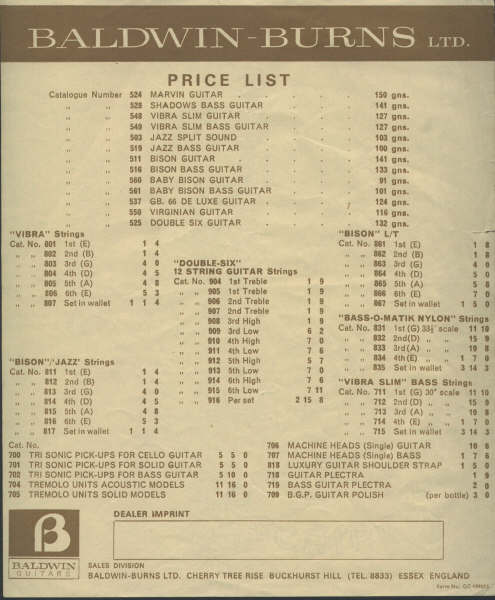 BALDWIN-BURNS LTD.
PRICE LIST
Catalogue Number 524 MARVIN GUITAR . . . . 150 gns.
,, ,, 528 SHADOWS BASS GUITAR . . . 141 gns.
,, ,, 548 VIBRA SLIM GUITAR . . . . 127 gns.
,, ,, 549 VIBRA SLIM BASS GUITAR . . . 127 gns.
,, ,, 503 JAZZ SPLIT SOUND . . . . 103 gns.
,, ,, 519 JAZZ BASS GUITAR . . . . 100 gns.
,, ,, 511 BISON GUITAR . . . . 141 gns.
,, ,, 516 BISON BASS GUITAR . . . . 133 gns.
,, ,, 560 BABY BISON GUITAR . . . . 91 gns.
,, ,, 561 BABY BISON BASS GUITAR . . . 101 gns.
,, ,, 537 GB. 66 DE LUXE GUITAR . . . 124 gns.
,, ,, 550 VIRGINIAN GUITAR . . . . 116 gns.
,, ,, 525 DOUBLE SIX GUITAR . . . . 132 gns.
"VIBRA" Strings
Cat. No. 801 1st (E) 1 4
,, ,, 802 2nd (B) 1 4
,, ,, 803 3rd (G) 4 0
,, ,, 804 4th (D) 4 5
,, ,, 805 5th (A) 4 8
,, ,, 806 6th (E) 5 3
,, ,, 807 Set in wallet 1 1 4
"BISON"/"JAZZ" Strings
Cat. No. 811 1st (E) 1 4
,, ,, 812 2nd (B) 1 4
,, ,, 813 3rd (G) 4 0
,, ,, 814 4th (D) 4 5
,, ,, 815 5th (A) 4 8
,, ,, 816 6th (E) 5 3
,, ,, 817 Set in wallet 1 1 4
"DOUBLE-SIX"
12 STRING GUITAR Strings
Cat. No. 904 1st Treble 1 9
,, ,, 905 1st Treble 1 9
,, ,, 906 2nd Treble 1 9
,, ,, 907 2nd Treble 1 9
,, ,, 908 3rd High 1 9
,, ,, 909 3rd Low 6 2
,, ,, 910 4th High 7 0
,, ,, 911 4th Low 7 6
,, ,, 912 5th High 5 7
,, ,, 913 5th Low 7 0
,, ,, 914 6th High 7 6
,, ,, 915 6th Low 7 11
,, ,, 916 Per set 2 15 8
"BISON" L/T
Cat. No. 861 1st (E) 1 8
,, ,, 862 2nd (B) 1 8
,, ,, 863 3rd (G) 4 0
,, ,, 864 4th (D) 5 0
,, ,, 865 5th (A) 5 8
,, ,, 866 6th (E) 7 0
,, ,, 867 Set in wallet 1 5 0
"BASS-O-MATIK NYLON" Strings
Cat. No. 831 1st (G) 33½" scale 11 10
,, ,, 832 2nd(D) ,, ,, 15 9
,, ,, 833 3rd(A) ,, ,, 19 8
,, ,, 834 4th(E) ,, ,, 1 7 0
,, ,, 835 Set in wallet 3 14 3
"VIBRA SLIM" BASS Strings
Cat. No. 711 1st (G) 30" scale 11 10
,, ,, 712 2nd (D) ,, ,, 15 9
,, ,, 713 3rd (A) ,, ,, 19 8
,, ,, 714 4th (E) ,, ,, 1 7 0
,, ,, 715 Set in wallet 3 14 3
Cat. No.
700 TRI SONIC PICK-UPS FOR CELLO GUITAR 5 5 0
701 TRI SONIC PICK-UPS FOR SOLID GUITAR 5 5 0
702 TRI SONIC PICK-UPS FOR BASS GUITAR 5 10 0
704 TREMOLO UNITS ACOUSTIC MODELS 11 16 0
705 TREMOLO UNITS SOLID MODELS 11 16 0
706 MACHINE HEADS (Single) GUITAR 10 6
707 MACHINE HEADS (Single) BASS 1 7 6
818 LUXURY GUITAR SHOULDER STRAP 1 5 0
718 GUITAR PLECTRA 1 9
719 BASS GUITAR PLECTRA 2 0
709 B.G.P. GUITAR POLISH (per bottle) 3 0
DEALER IMPRINT
B
BALDWIN
GUITARS
SALES DIVISION
BALDWIN-BURNS LTD. CHERRY TREE RISE BUCKHURST HILL (TEL. 8833) ESSEX ENGLAND
Form No.